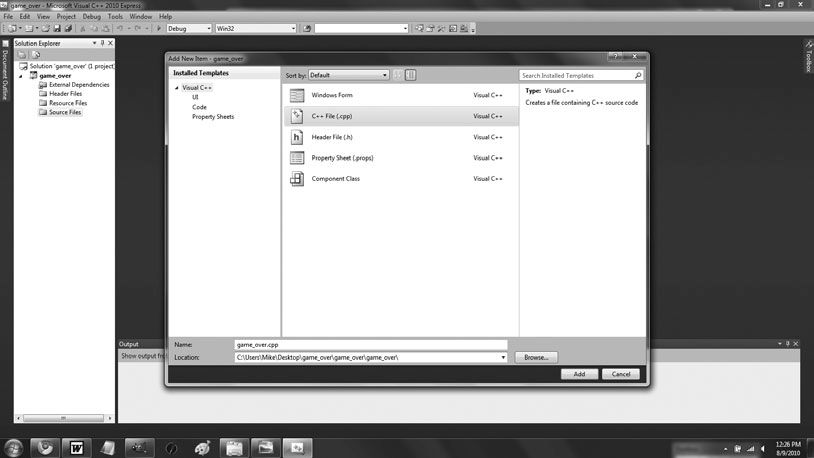 game_over - Microsoft Visual C++ 2010 Express
File Edit View Project Debug Tools Window Help
Debug Win32
Solution Explorer
Document Outline
Toolbox
Solution 'game_over' (1 project)
game_over
External Dependencies
Header Files
Resource Files
Source Files
Add New Item - game_over
Installed Templates
Visual C++
UI
Code
Property Sheets
Sort by: Default
Search Installed Templates
Windows Form Visual C++
C++ File (.cpp) Visual C++
Header File (.h) Visual C++
Property Sheet (.props) Visual C++
Component Class Visual C++
Type: Visual C++
Creates a file containing C++ source code
Name: game_over.cpp
Location: C:\Users\Mike\Desktop\game_over\game_over\game_over\
Browse...
Add Cancel
Output
Show output
12:26 PM
8/9/2010